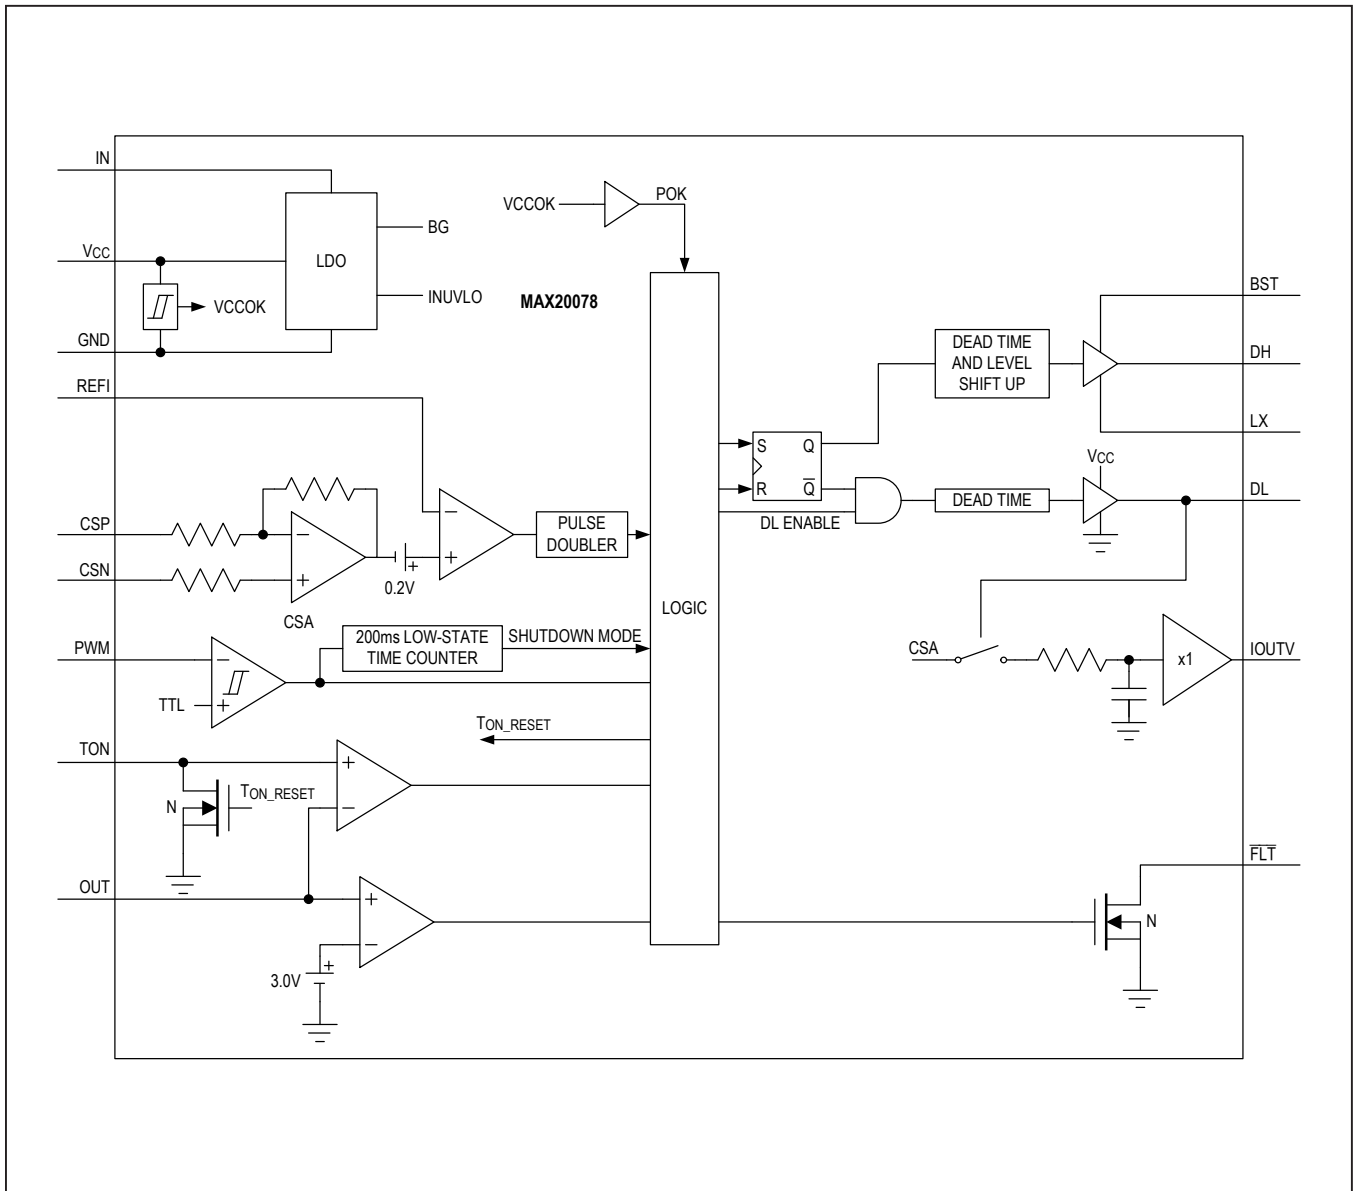 IN
VCC
GND
REFI
CSP
CSN
PWM
TON
OUT
LDO
BG
INUVLO
VCCOK
VCCOK
POK
MAX20078
−
+
CSA
0.2V
+
−
+
PULSE
DOUBLER
200ms LOW-STATE
TIME COUNTER
SHUTDOWN MODE
−
TTL
+
TON_RESET
+
−
N
TON_RESET
+
−
3.0V
+
LOGIC
S
Q
R
Q̅
DL ENABLE
DEAD TIME
AND LEVEL
SHIFT UP
DEAD TIME
VCC
CSA
x1
N
BST
DH
LX
DL
IOUTV
F̅L̅T̅